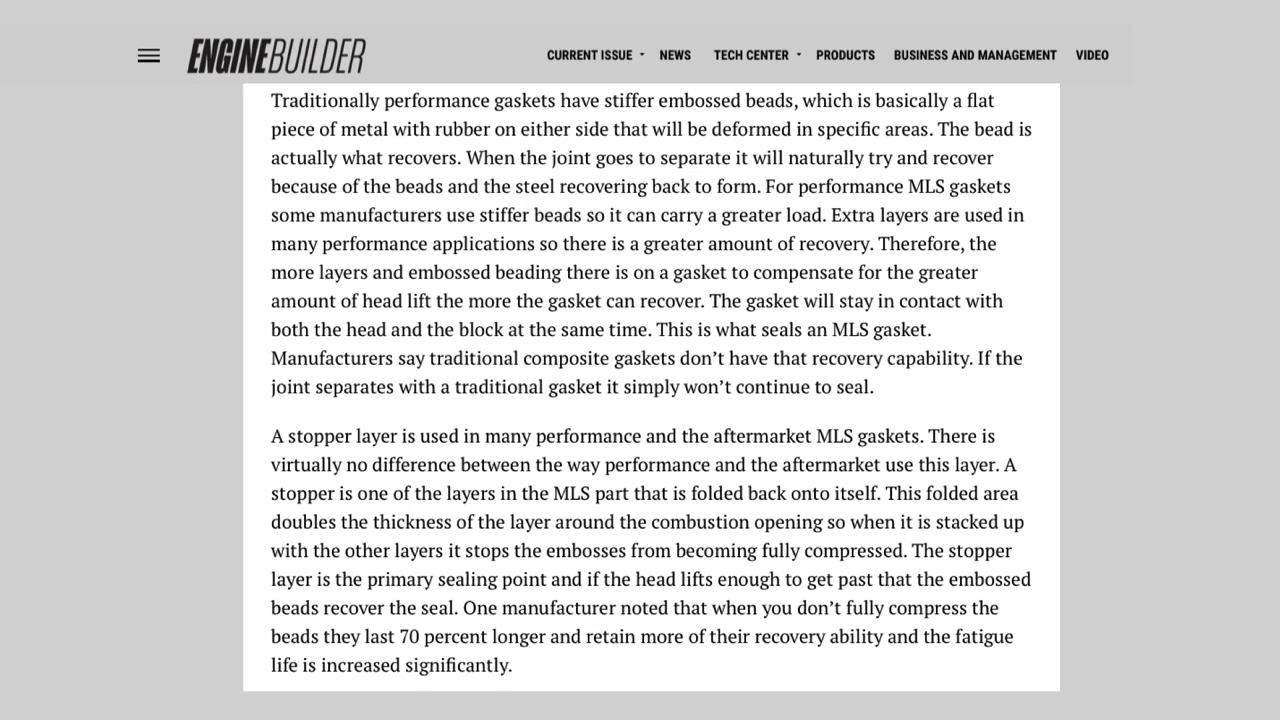 ENGINEBUILDER
CURRENT ISSUE NEWS TECH CENTER PRODUCTS BUSINESS AND MANAGEMENT VIDEO
Traditionally performance gaskets have stiffer embossed beads, which is basically a flat
piece of metal with rubber on either side that will be deformed in specific areas. The bead is
actually what recovers. When the joint goes to separate it will naturally try and recover
because of the beads and the steel recovering back to form. For performance MLS gaskets
some manufacturers use stiffer beads so it can carry a greater load. Extra layers are used in
many performance applications so there is a greater amount of recovery. Therefore, the
more layers and embossed beading there is on a gasket to compensate for the greater
amount of head lift the more the gasket can recover. The gasket will stay in contact with
both the head and the block at the same time. This is what seals an MLS gasket.
Manufacturers say traditional composite gaskets don’t have that recovery capability. If the
joint separates with a traditional gasket it simply won’t continue to seal.
A stopper layer is used in many performance and the aftermarket MLS gaskets. There is
virtually no difference between the way performance and the aftermarket use this layer. A
stopper is one of the layers in the MLS part that is folded back onto itself. This folded area
doubles the thickness of the layer around the combustion opening so when it is stacked up
with the other layers it stops the embosses from becoming fully compressed. The stopper
layer is the primary sealing point and if the head lifts enough to get past that the embossed
beads recover the seal. One manufacturer noted that when you don’t fully compress the
beads they last 70 percent longer and retain more of their recovery ability and the fatigue
life is increased significantly.